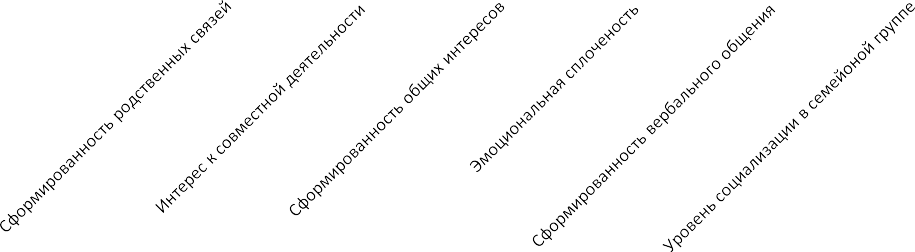 Сформированность родственных связей
Интерес к совместной деятельности
Сформированность общих интересов
Эмоциональная сплоченость
Сформированность вербального общения
Уровень социализации в семейоной группе